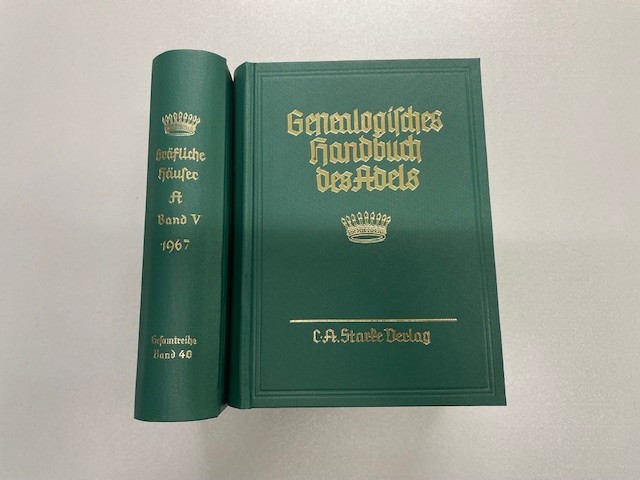 Gräfliche
Häuser
A
Band V
1967
Gesamtreihe
Band 40
Genealogisches
Handbuch
des Adels
C.A. Starke Verlag